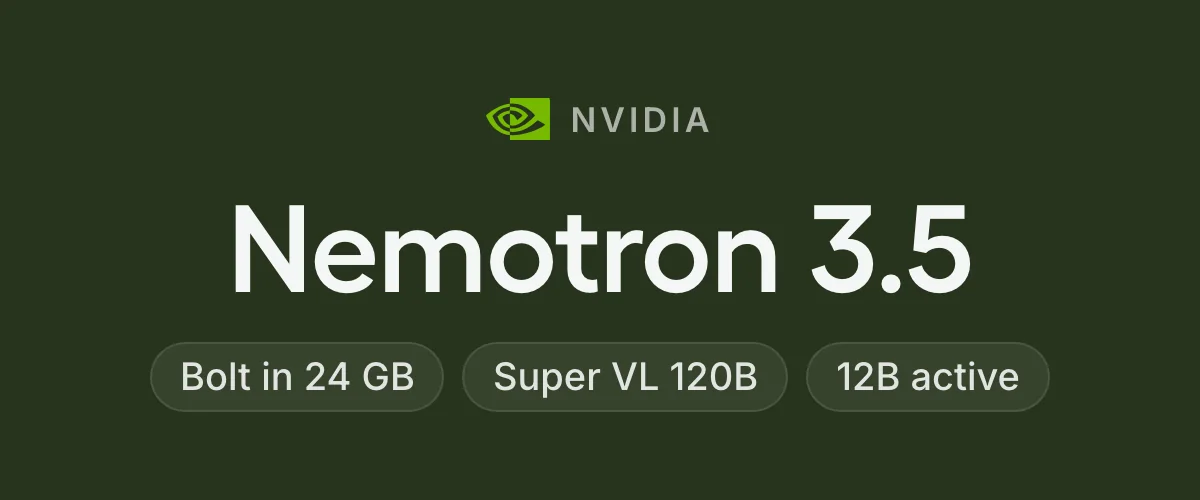 NVIDIA
Nemotron 3.5
Bolt in 24 GB
Super VL 120B
12B active